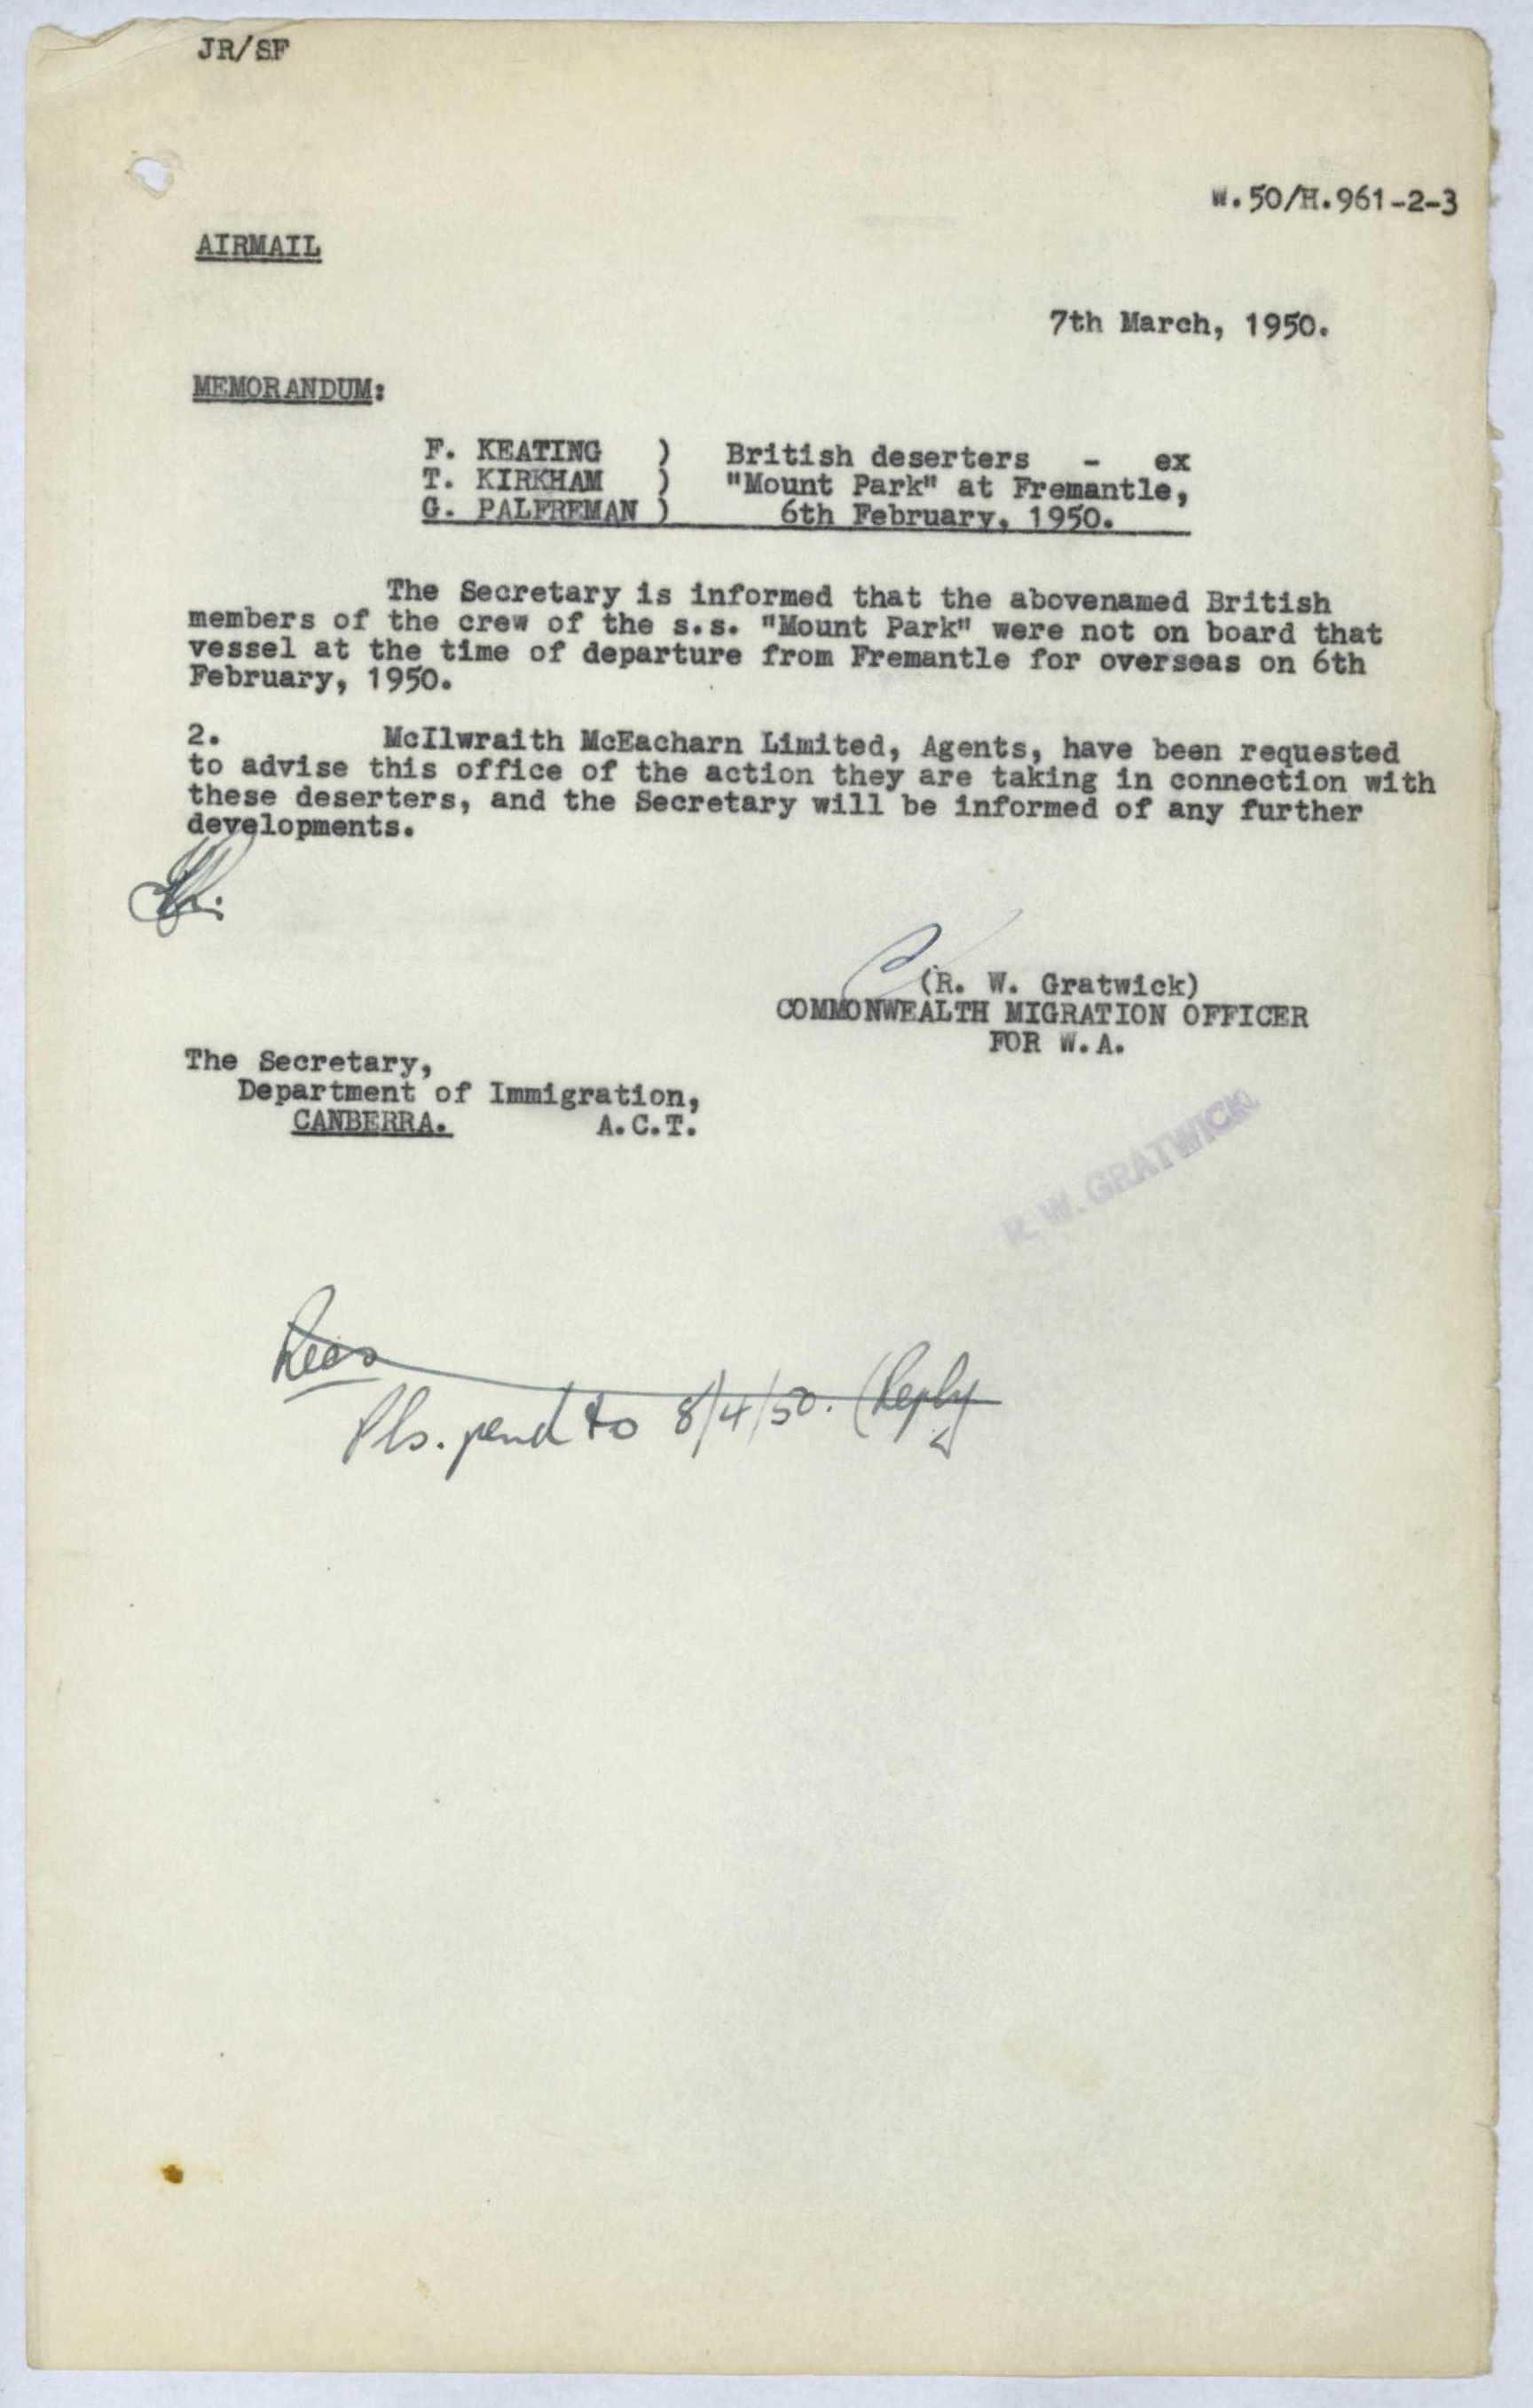 JR/SF
W.50/H.961-2-3
AIRMAIL
7th March, 1950.
MEMORANDUM:
F. KEATING ) British deserters - ex
T. KIRKHAM ) "Mount Park" at Fremantle,
G. PALFREMAN ) 6th February, 1950.
The Secretary is informed that the abovenamed British
members of the crew of the s.s. "Mount Park" were not on board that
vessel at the time of departure from Fremantle for overseas on 6th
February, 1950.
2. McIlwraith McEacharn Limited, Agents, have been requested
to advise this office of the action they are taking in connection with
these deserters, and the Secretary will be informed of any further
developments.
(R. W. Gratwick)
COMMONWEALTH MIGRATION OFFICER
FOR W.A.
The Secretary,
Department of Immigration,
CANBERRA. A.C.T.
R. W. GRATWICK
Recs
Pls. pend to 8/4/50. (Reply